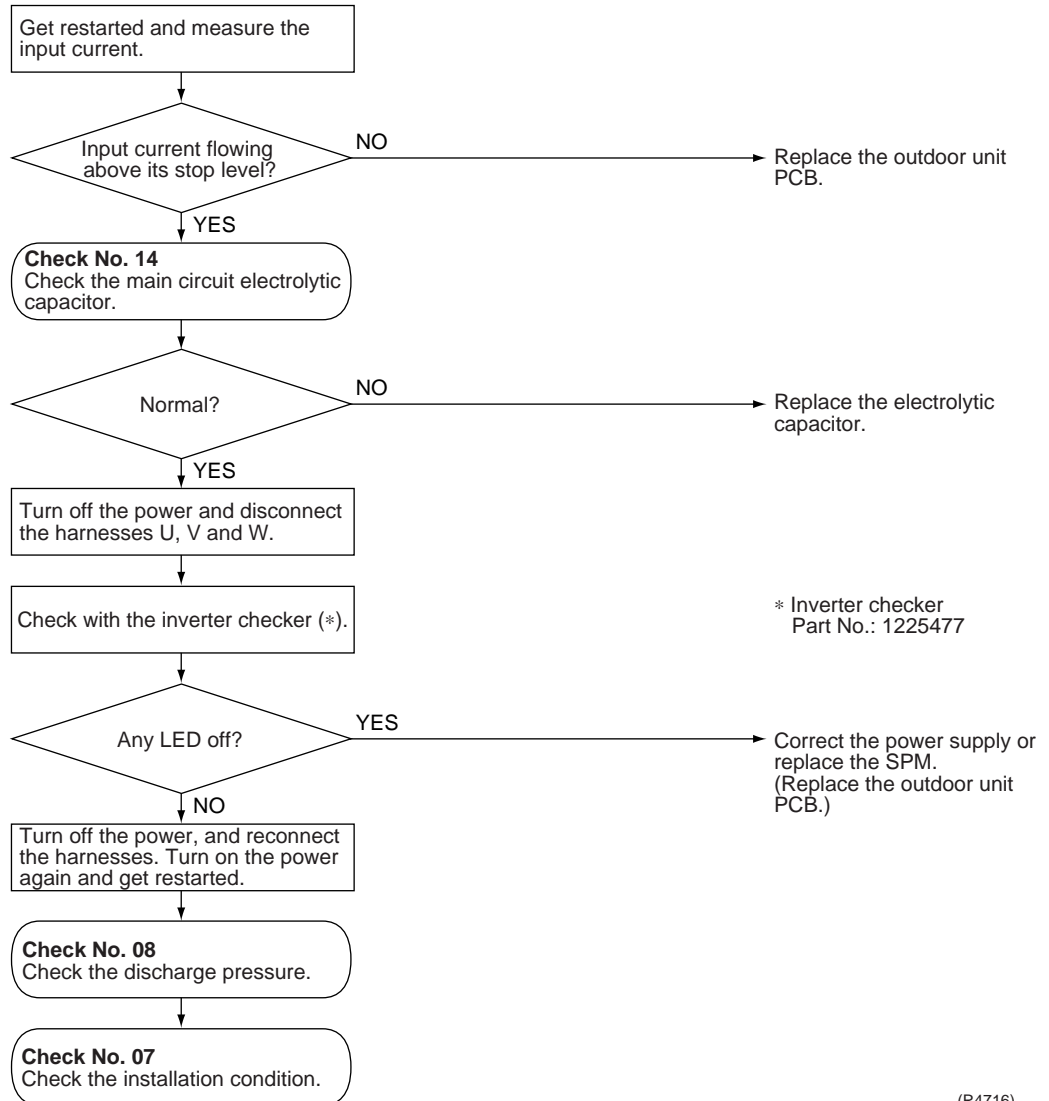 Get restarted and measure the
input current.
Input current flowing
above its stop level?
NO
Replace the outdoor unit
PCB.
YES
Check No. 14
Check the main circuit electrolytic
capacitor.
Normal?
NO
Replace the electrolytic
capacitor.
YES
Turn off the power and disconnect
the harnesses U, V and W.
Check with the inverter checker (*).
* Inverter checker
Part No.: 1225477
Any LED off?
YES
Correct the power supply or
replace the SPM.
(Replace the outdoor unit
PCB.)
NO
Turn off the power, and reconnect
the harnesses. Turn on the power
again and get restarted.
Check No. 08
Check the discharge pressure.
Check No. 07
Check the installation condition.
(R4716)